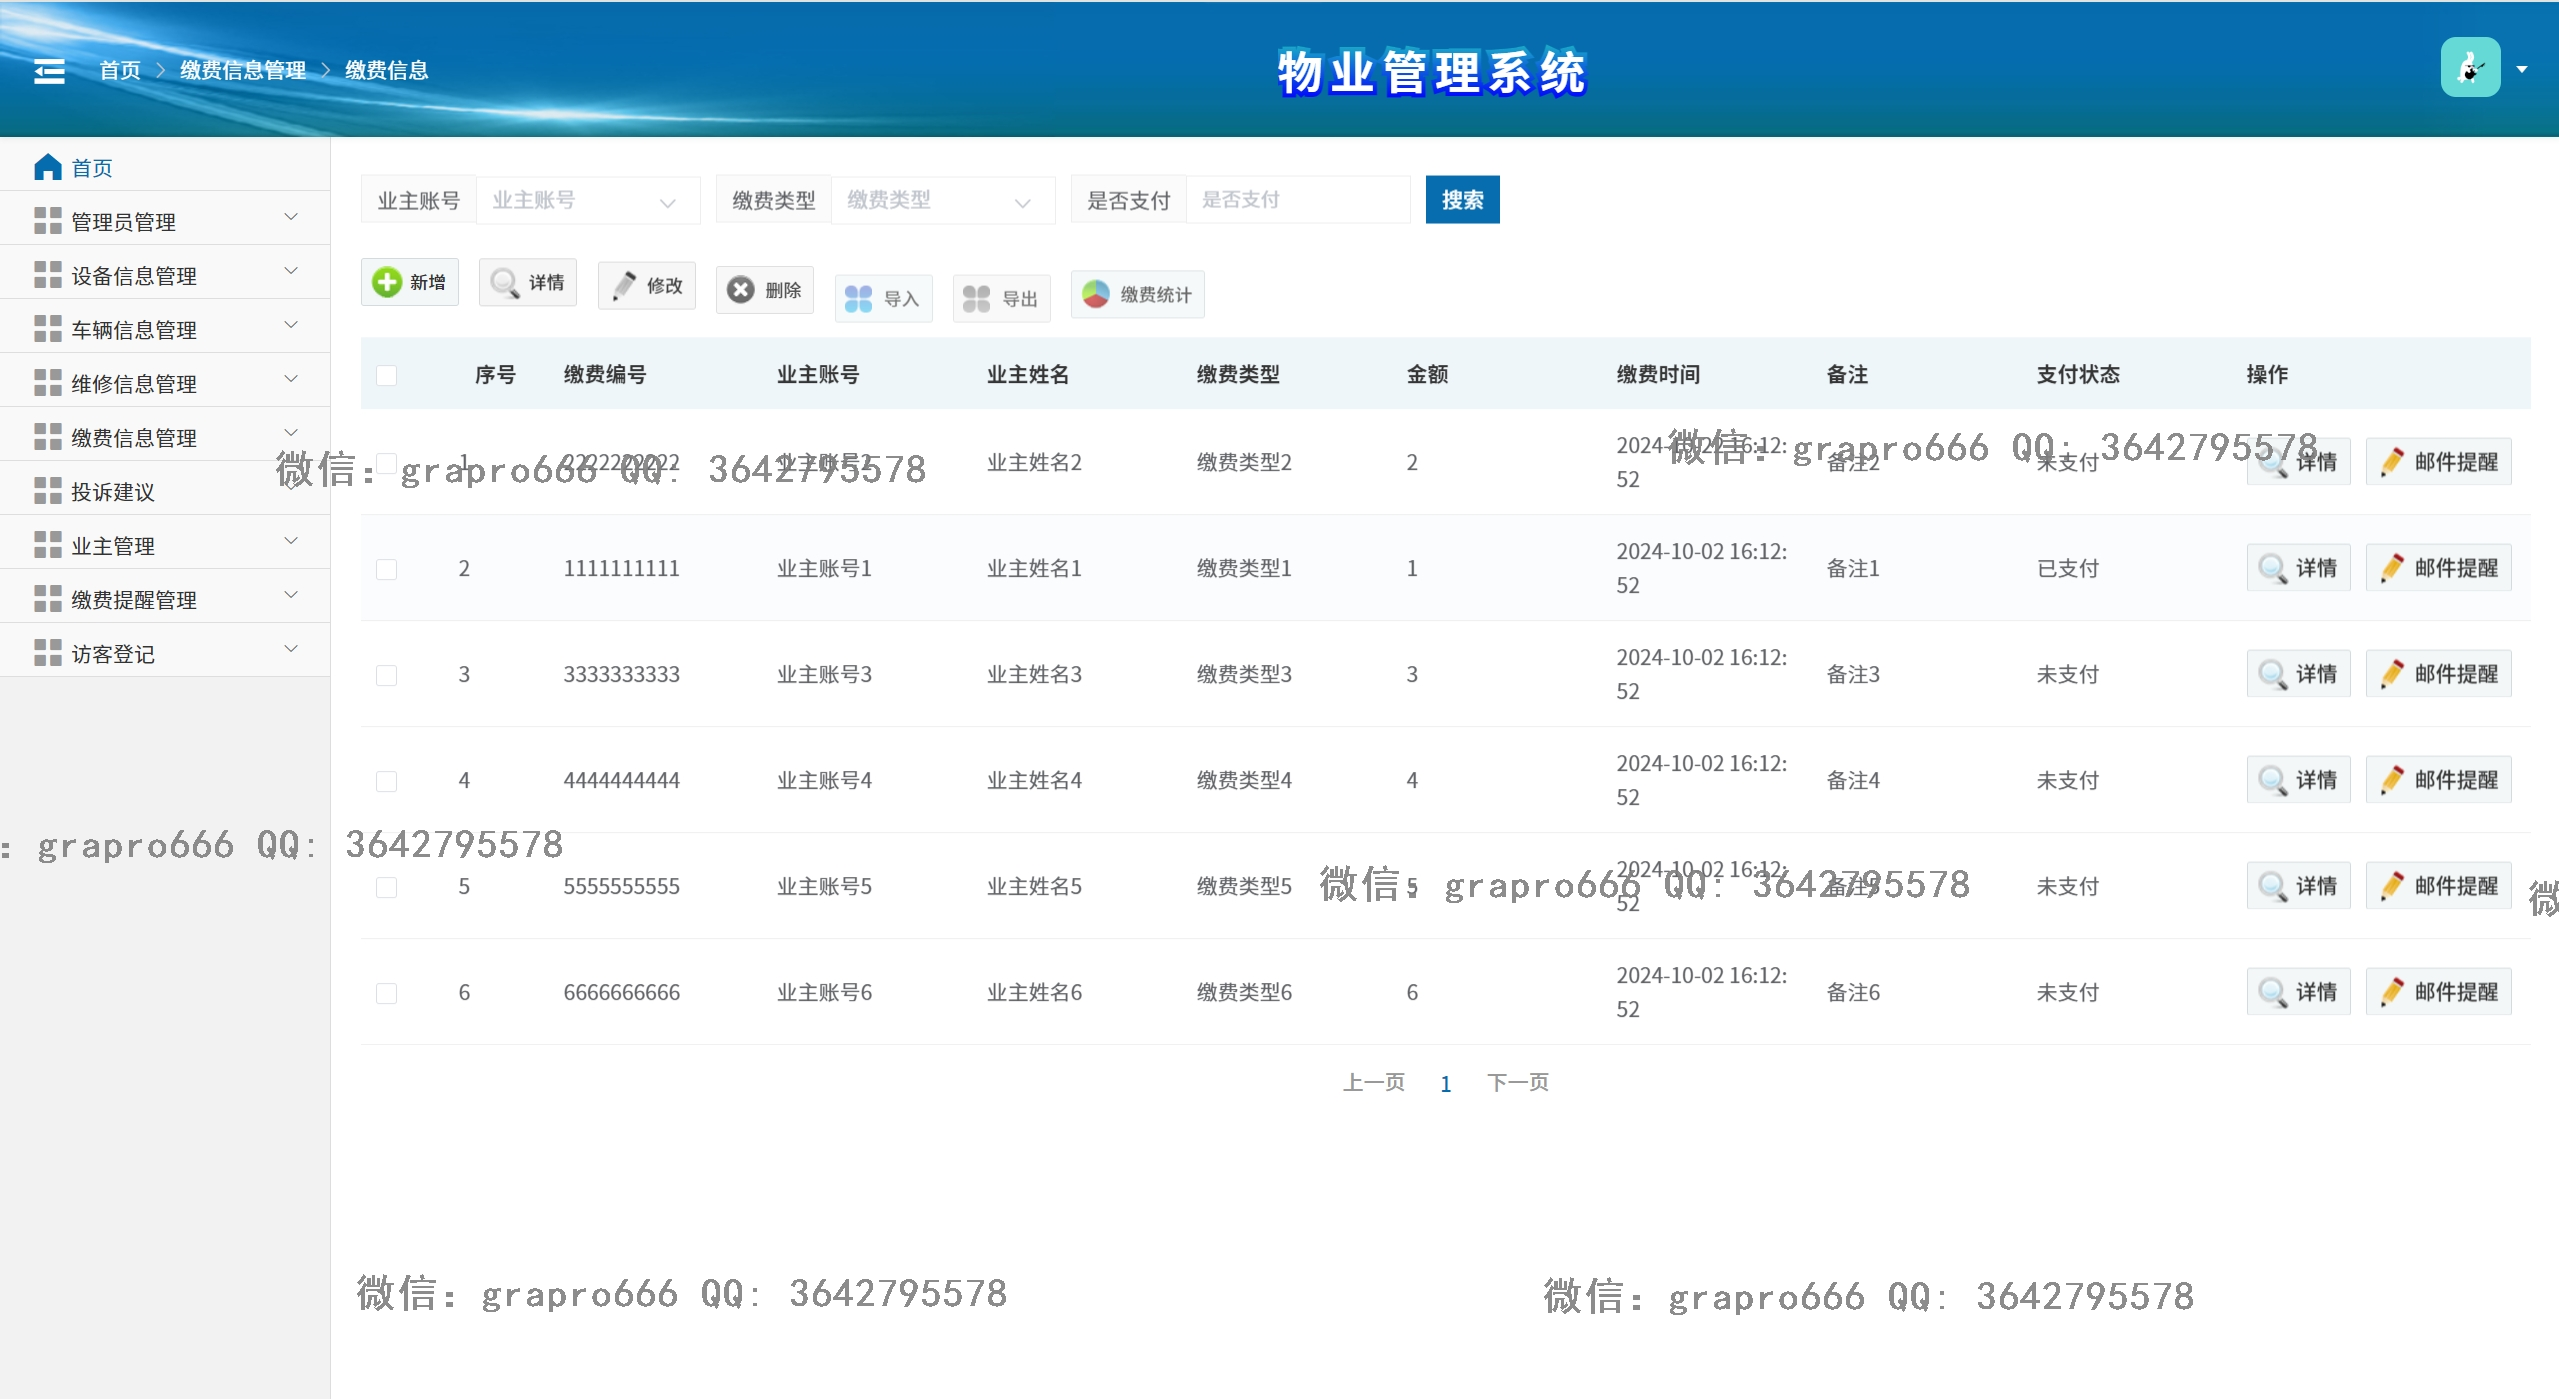 首页 > 缴费信息管理 > 缴费信息
物业管理系统
首页
管理员管理
设备信息管理
车辆信息管理
维修信息管理
缴费信息管理
投诉建议
业主管理
缴费提醒管理
访客登记
业主账号 业主账号 缴费类型 缴费类型 是否支付 是否支付 搜索
新增 详情 修改 删除 导入 导出 缴费统计
序号 缴费编号 业主账号 业主姓名 缴费类型 金额 缴费时间 备注 支付状态 操作
1 2222222222 业主账号2 业主姓名2 缴费类型2 2 2024-10-02 16:12:52 备注2 未支付 详情 邮件提醒
微信: grapro666 QQ: 3642795578
微信: grapro666 QQ: 3642795578
2 1111111111 业主账号1 业主姓名1 缴费类型1 1 2024-10-02 16:12:52 备注1 已支付 详情 邮件提醒
3 3333333333 业主账号3 业主姓名3 缴费类型3 3 2024-10-02 16:12:52 备注3 未支付 详情 邮件提醒
4 4444444444 业主账号4 业主姓名4 缴费类型4 4 2024-10-02 16:12:52 备注4 未支付 详情 邮件提醒
: grapro666 QQ: 3642795578
5 5555555555 业主账号5 业主姓名5 缴费类型5 5 2024-10-02 16:12:52 备注5 未支付 详情 邮件提醒
微信: grapro666 QQ: 3642795578
微
6 6666666666 业主账号6 业主姓名6 缴费类型6 6 2024-10-02 16:12:52 备注6 未支付 详情 邮件提醒
上一页 1 下一页
微信: grapro666 QQ: 3642795578
微信: grapro666 QQ: 3642795578